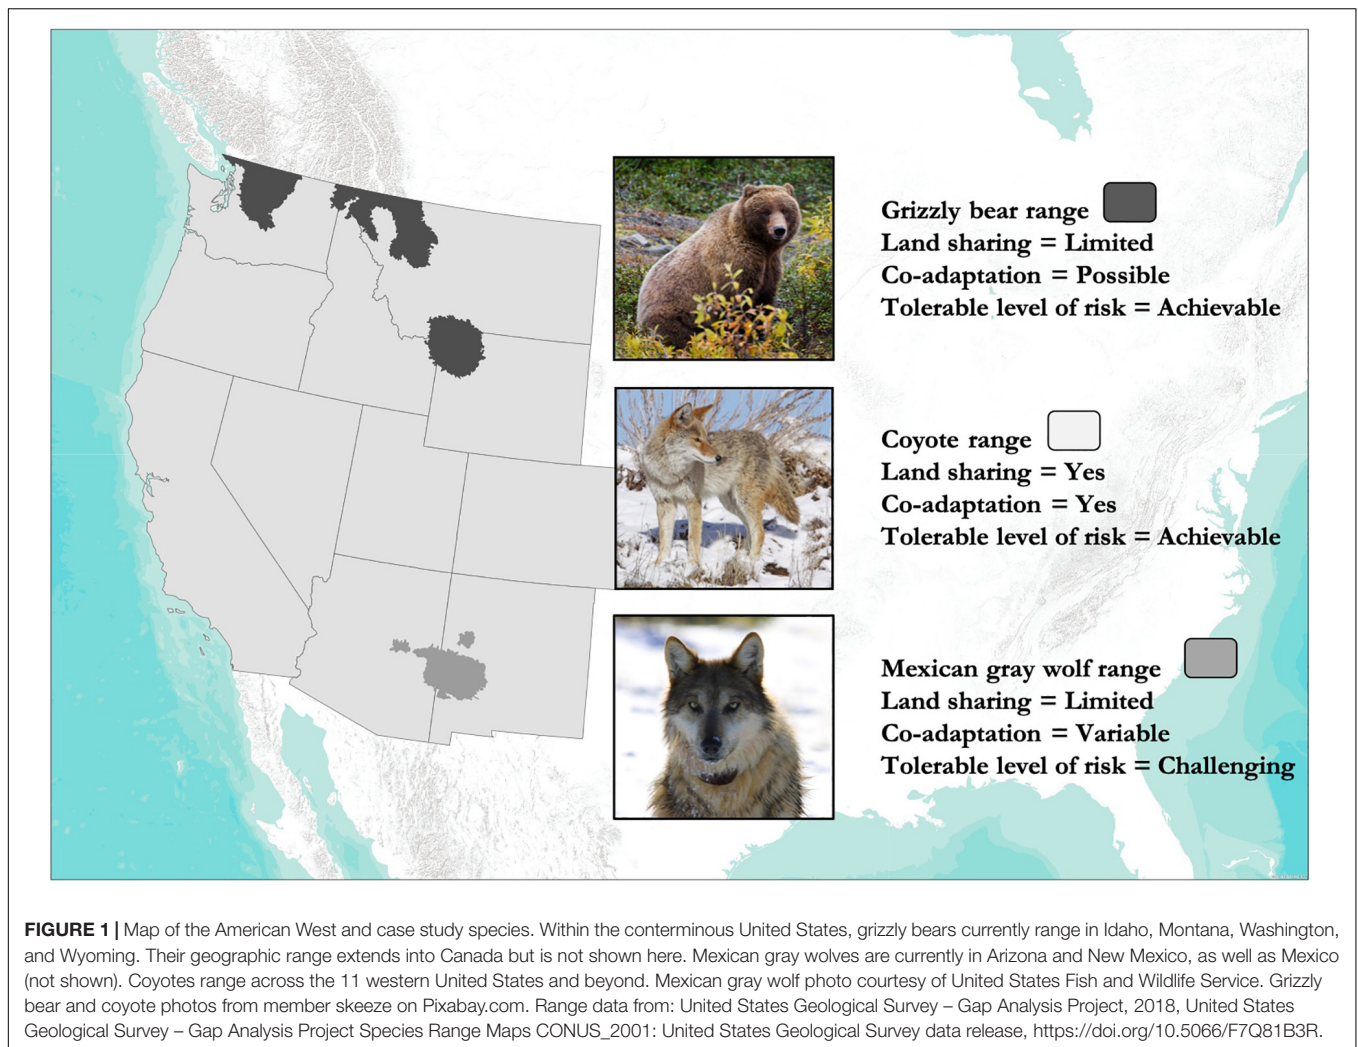 Grizzly bear range
Land sharing = Limited
Co-adaptation = Possible
Tolerable level of risk = Achievable
Coyote range
Land sharing = Yes
Co-adaptation = Yes
Tolerable level of risk = Achievable
Mexican gray wolf range
Land sharing = Limited
Co-adaptation = Variable
Tolerable level of risk = Challenging
FIGURE 1 | Map of the American West and case study species. Within the conterminous United States, grizzly bears currently range in Idaho, Montana, Washington,
and Wyoming. Their geographic range extends into Canada but is not shown here. Mexican gray wolves are currently in Arizona and New Mexico, as well as Mexico
(not shown). Coyotes range across the 11 western United States and beyond. Mexican gray wolf photo courtesy of United States Fish and Wildlife Service. Grizzly
bear and coyote photos from member skeeze on Pixabay.com. Range data from: United States Geological Survey – Gap Analysis Project, 2018, United States
Geological Survey – Gap Analysis Project Species Range Maps CONUS_2001: United States Geological Survey data release, https://doi.org/10.5066/F7Q81B3R.